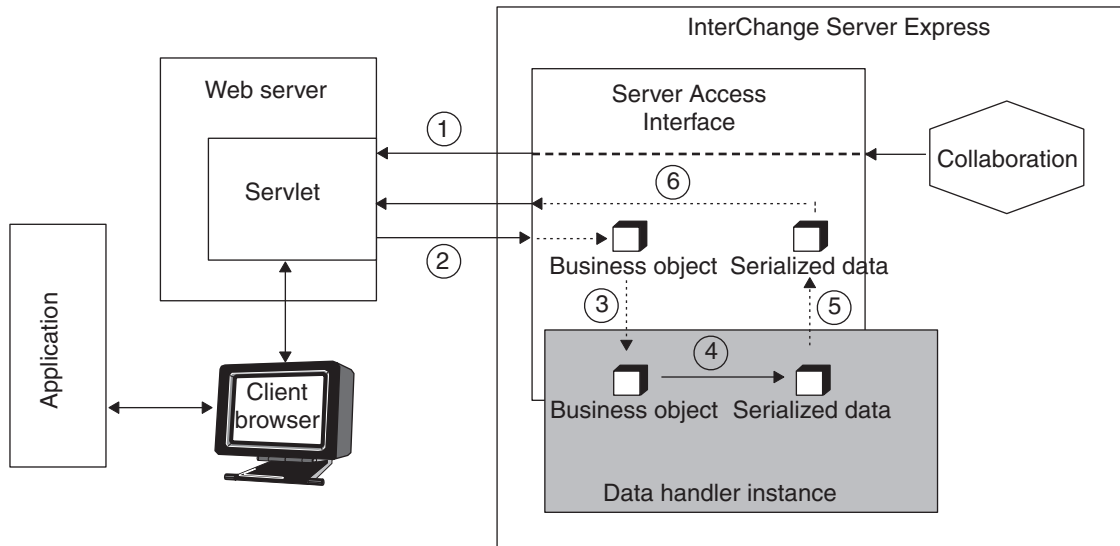 InterChange Server Express
Web server
Server Access
Interface
1
Collaboration
6
Servlet
2
Business object
Serialized data
3
5
Application
4
Client
browser
Business object
Serialized data
Data handler instance